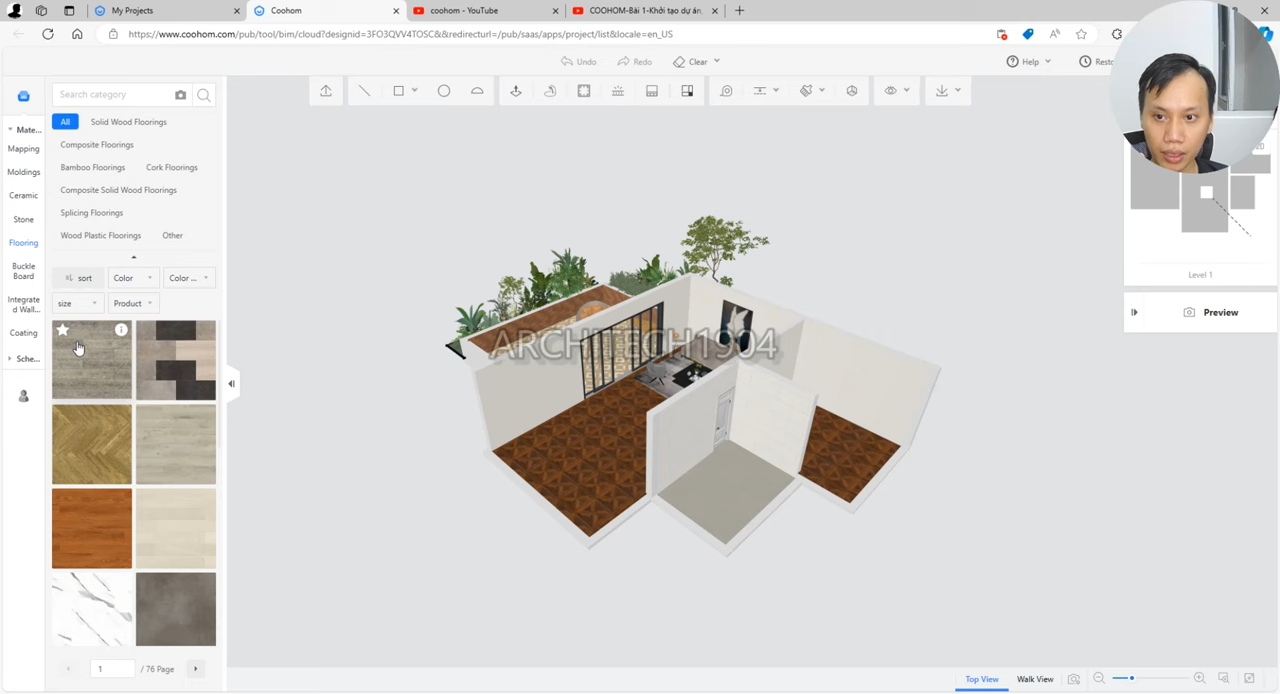 My Projects
Coohom
coohom - YouTube
COOHOM-Bài 1-Khởi tạo dự án,
https://www.coohom.com/pub/tool/bim/cloud?designid=3FO3QVV4TOSC&&redirecturl=/pub/saas/apps/project/list&locale=en_US
Undo
Redo
Clear
Help
Resto
Search category
All
Solid Wood Floorings
Composite Floorings
Bamboo Floorings
Cork Floorings
Composite Solid Wood Floorings
Splicing Floorings
Wood Plastic Floorings
Other
Mate...
Mapping
Moldings
Ceramic
Stone
Flooring
Buckle
Board
Integrate
d Wall...
Coating
Sche...
sort
Color
Color ...
size
Product
1
/ 76 Page
ARCHITECH1904
Level 1
Preview
Top View
Walk View